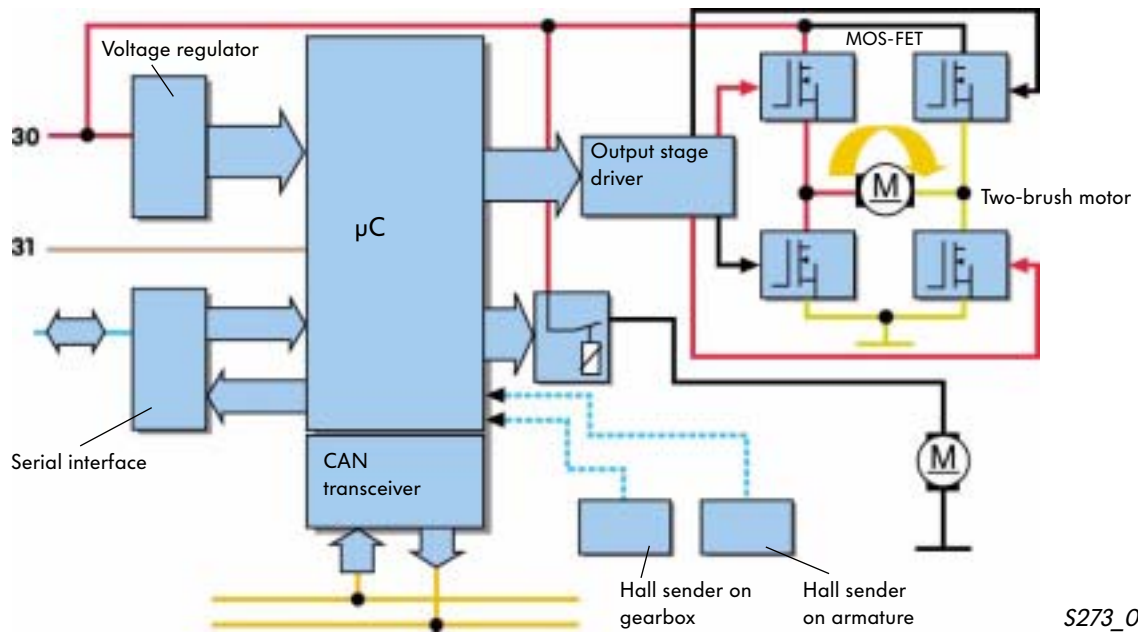 Voltage regulator
MOS-FET
30
Output stage
driver
M
Two-brush motor
31
µC
Serial interface
CAN
transceiver
M
Hall sender on
gearbox
Hall sender
on armature
S273_0